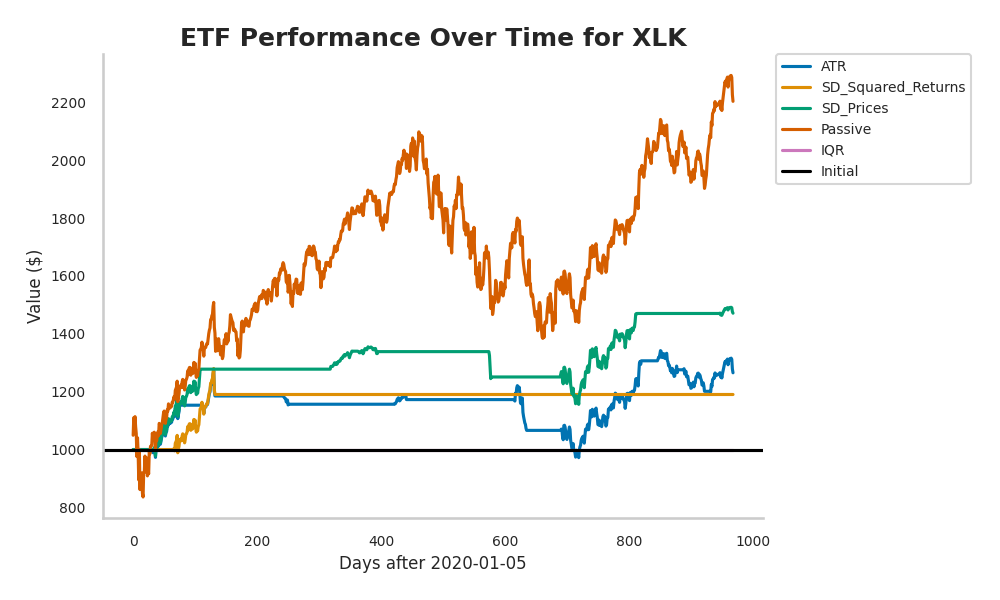 ETF Performance Over Time for XLK
ATR
SD_Squared_Returns
SD_Prices
Passive
IQR
Initial
Value ($)
2200
2000
1800
1600
1400
1200
1000
800
0
200
400
600
800
1000
Days after 2020-01-05